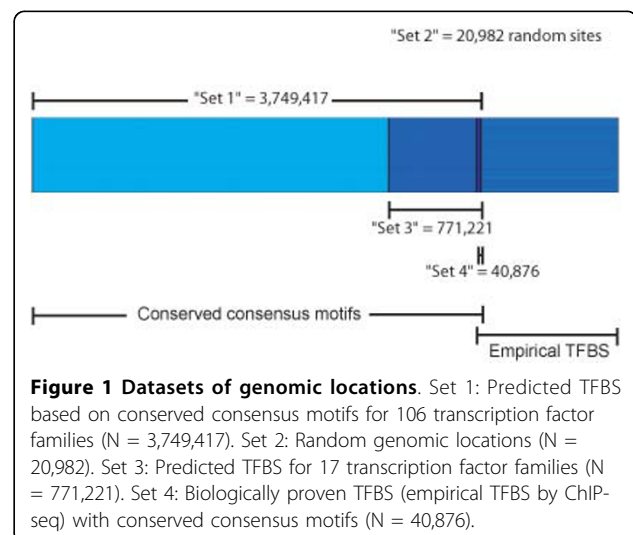 "Set 2" = 20,982 random sites
"Set 1" = 3,749,417
"Set 3" = 771,221
"Set 4" = 40,876
Conserved consensus motifs
Empirical TFBS
Figure 1 Datasets of genomic locations. Set 1: Predicted TFBS
based on conserved consensus motifs for 106 transcription factor
families (N = 3,749,417). Set 2: Random genomic locations (N =
20,982). Set 3: Predicted TFBS for 17 transcription factor families (N
= 771,221). Set 4: Biologically proven TFBS (empirical TFBS by ChIP-
seq) with conserved consensus motifs (N = 40,876).